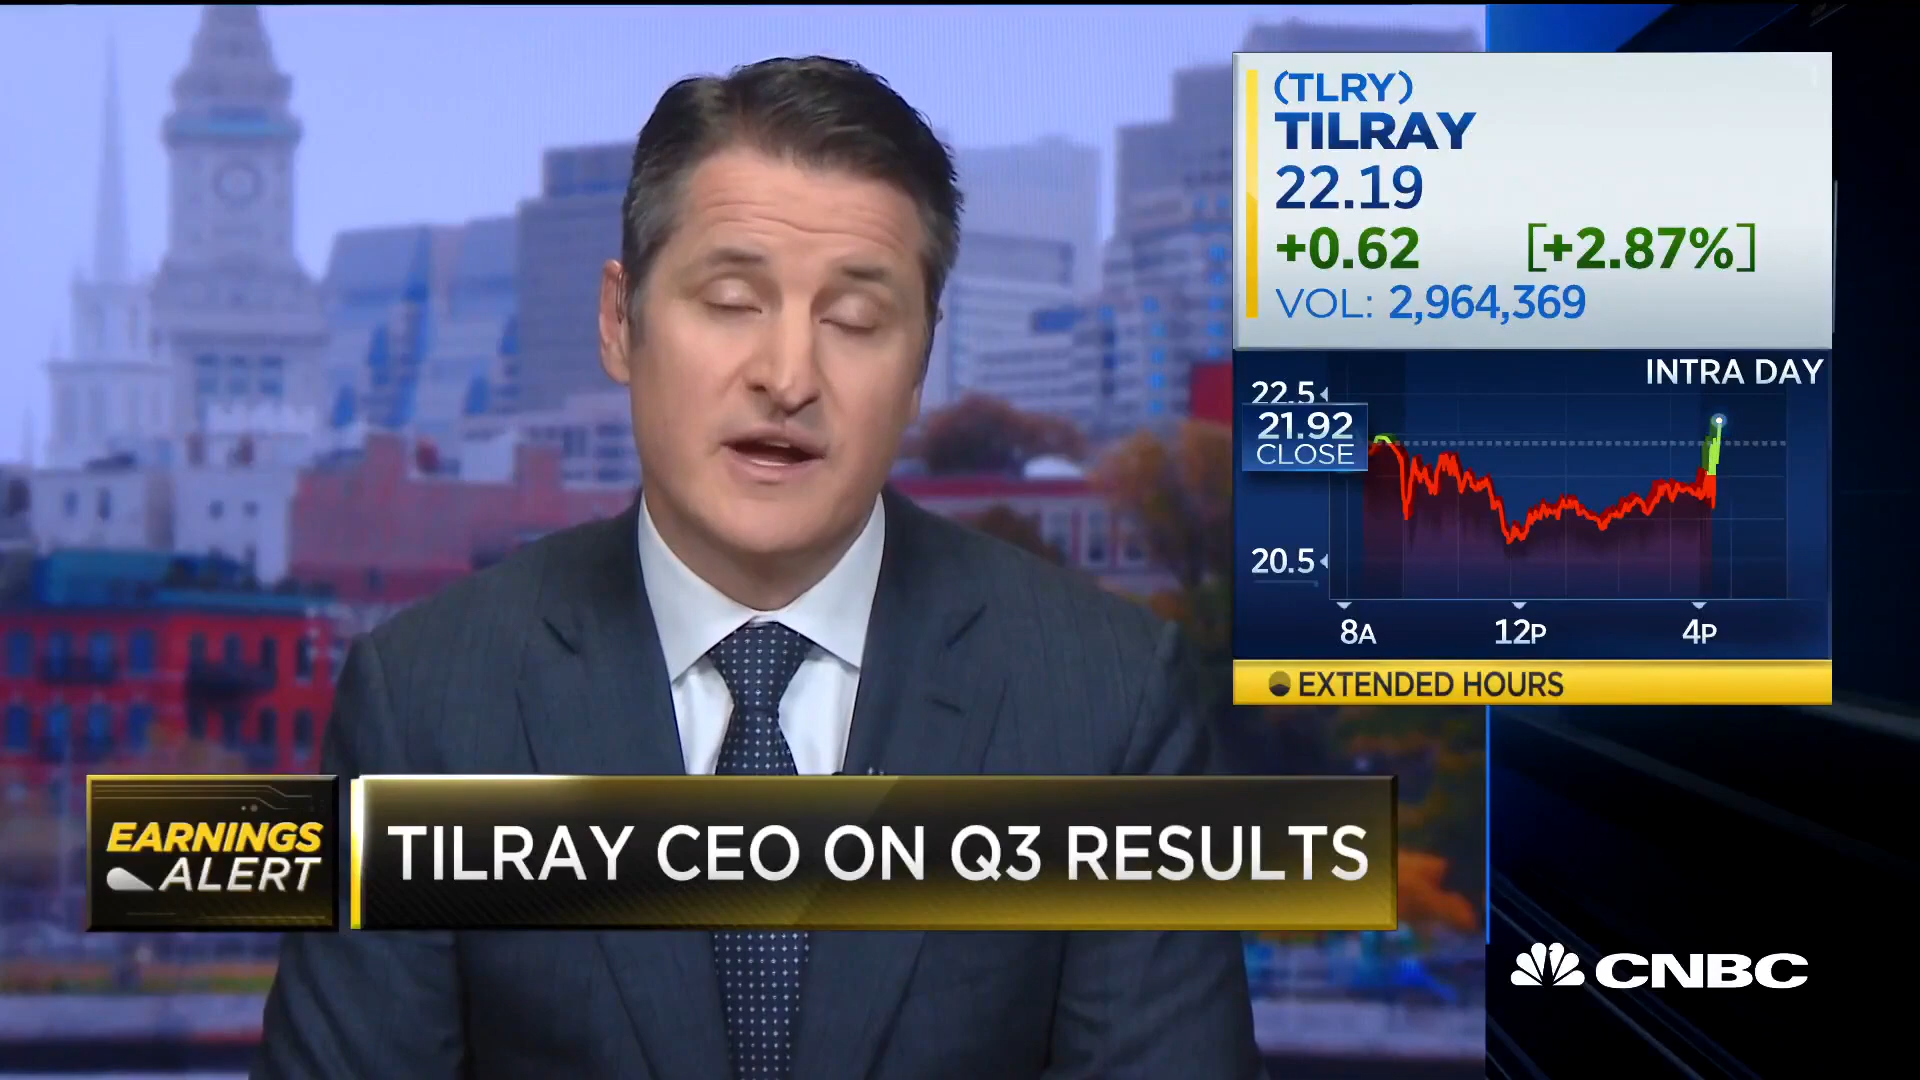 (TLRY)
TILRAY
22.19
+0.62 [+2.87%]
VOL: 2,964,369
INTRA DAY
22.5
21.92
CLOSE
20.5
8A 12P 4P
EXTENDED HOURS
EARNINGS
ALERT
TILRAY CEO ON Q3 RESULTS
CNBC